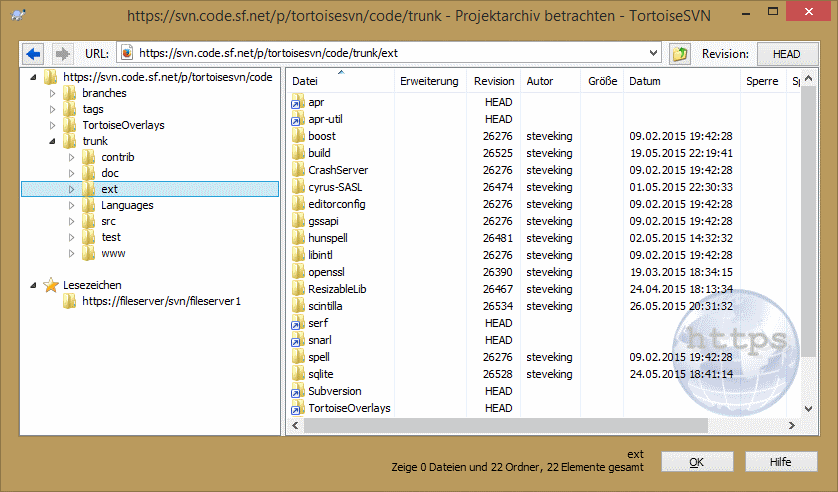 https://svn.code.sf.net/p/tortoisesvn/code/trunk - Projektarchiv betrachten - TortoiseSVN
URL: https://svn.code.sf.net/p/tortoisesvn/code/trunk/ext Revision: HEAD
https://svn.code.sf.net/p/tortoisesvn/code
branches
tags
TortoiseOverlays
trunk
contrib
doc
ext
Languages
src
test
www
Lesezeichen
https://fileserver/svn/fileserver1
Datei Erweiterung Revision Autor Größe Datum Sperre
apr HEAD
apr-util HEAD
boost 26276 steveking 09.02.2015 19:42:28
build 26525 steveking 19.05.2015 22:19:41
CrashServer 26276 steveking 09.02.2015 19:42:28
cyrus-SASL 26474 steveking 01.05.2015 22:30:33
editorconfig 26276 steveking 09.02.2015 19:42:28
gssapi 26276 steveking 09.02.2015 19:42:28
hunspell 26481 steveking 02.05.2015 14:32:32
libintl 26276 steveking 09.02.2015 19:42:28
openssl 26390 steveking 19.03.2015 18:34:15
ResizableLib 26467 steveking 24.04.2015 18:13:34
scintilla 26534 steveking 26.05.2015 20:31:32
serf HEAD
snarl HEAD
spell 26276 steveking 09.02.2015 19:42:28
sqlite 26528 steveking 24.05.2015 18:41:14
Subversion HEAD
TortoiseOverlays HEAD
https
ext
Zeige 0 Dateien und 22 Ordner, 22 Elemente gesamt
OK Hilfe